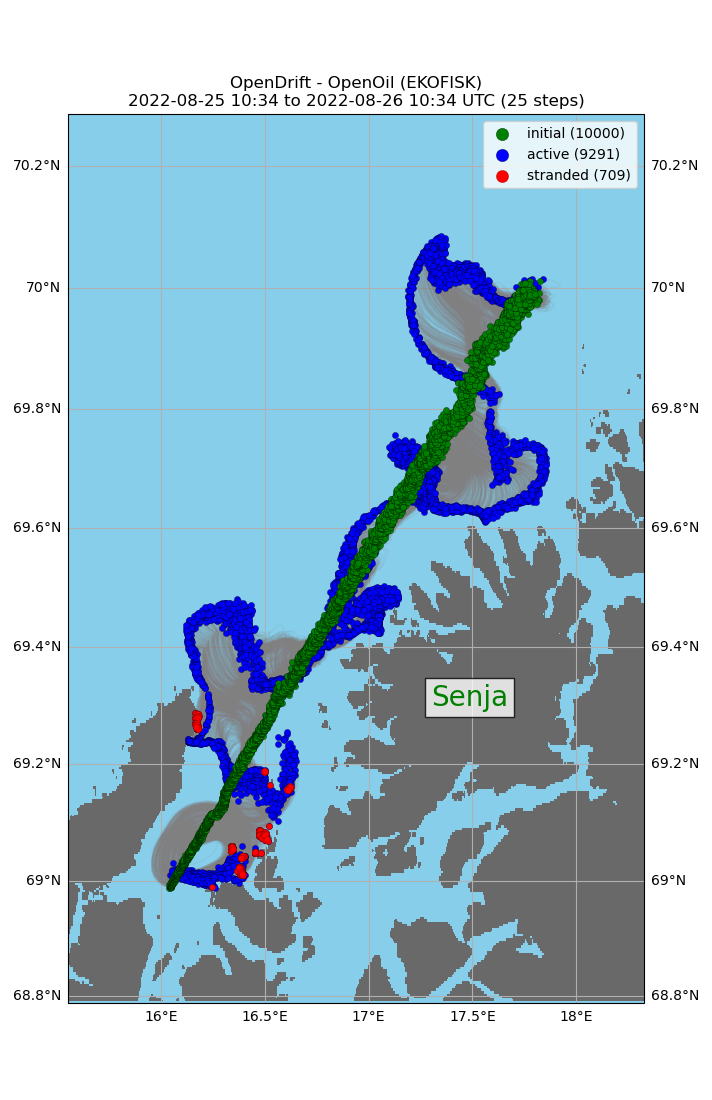 OpenDrift - OpenOil (EKOFISK)
2022-08-25 10:34 to 2022-08-26 10:34 UTC (25 steps)
initial (10000)
active (9291)
stranded (709)
70.2°N 70.2°N
70°N 70°N
69.8°N 69.8°N
69.6°N 69.6°N
69.4°N 69.4°N
Senja
69.2°N 69.2°N
69°N 69°N
68.8°N 68.8°N
16°E 16.5°E 17°E 17.5°E 18°E